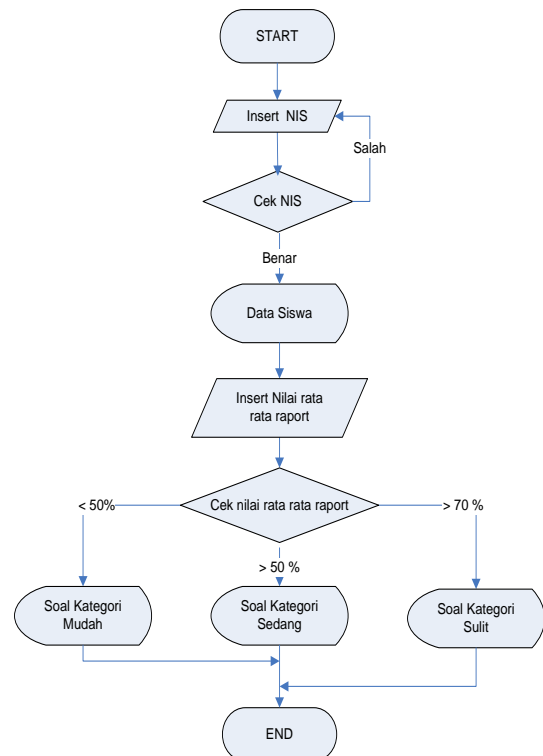 START
Insert NIS
Salah
Cek NIS
Benar
Data Siswa
Insert Nilai rata
rata raport
Cek nilai rata rata raport
< 50%
> 70 %
> 50 %
Soal Kategori
Mudah
Soal Kategori
Sedang
Soal Kategori
Sulit
END